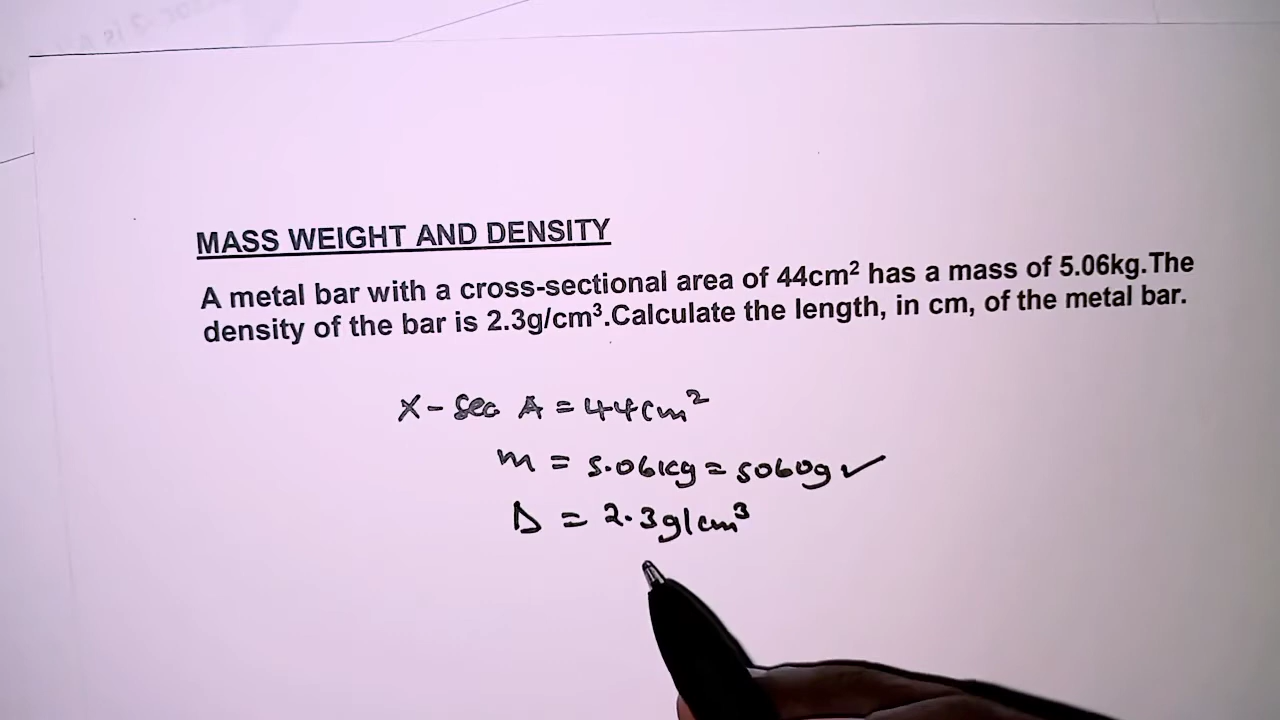 MASS WEIGHT AND DENSITY
A metal bar with a cross-sectional area of 44cm² has a mass of 5.06kg.The
density of the bar is 2.3g/cm³.Calculate the length, in cm, of the metal bar.
X - Sec A = 44cm²
m = 5.06kg = 5060g ✓
D = 2.3g/cm³